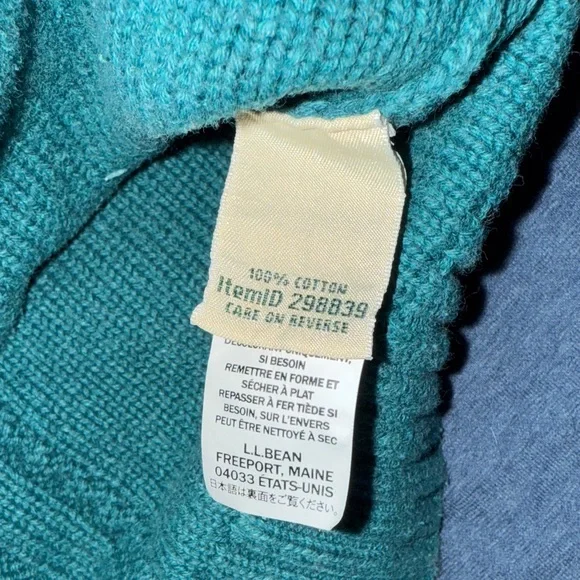 100% COTTON
ItemID 298839
CARE ON REVERSE
DÉCOLORANT UNIQUEMENT,
SI BESOIN
REMETTRE EN FORME ET
SÉCHER À PLAT
REPASSER À FER TIÈDE SI
BESOIN, SUR L'ENVERS
PEUT ÊTRE NETTOYÉ À SEC
L.L.BEAN
FREEPORT, MAINE
04033 ÉTATS-UNIS
日本語は裏面をご覧ください。